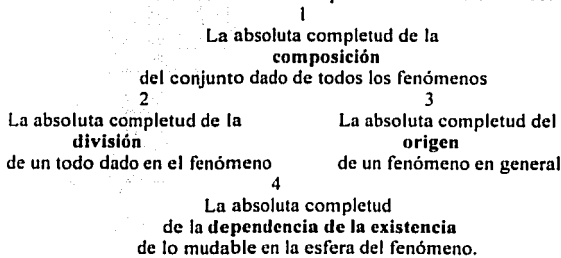 1
La absoluta completud de la
composición
del conjunto dado de todos los fenómenos
2
La absoluta completud de la
división
de un todo dado en el fenómeno
3
La absoluta completud del
origen
de un fenómeno en general
4
La absoluta completud
de la dependencia de la existencia
de lo mudable en la esfera del fenómeno.